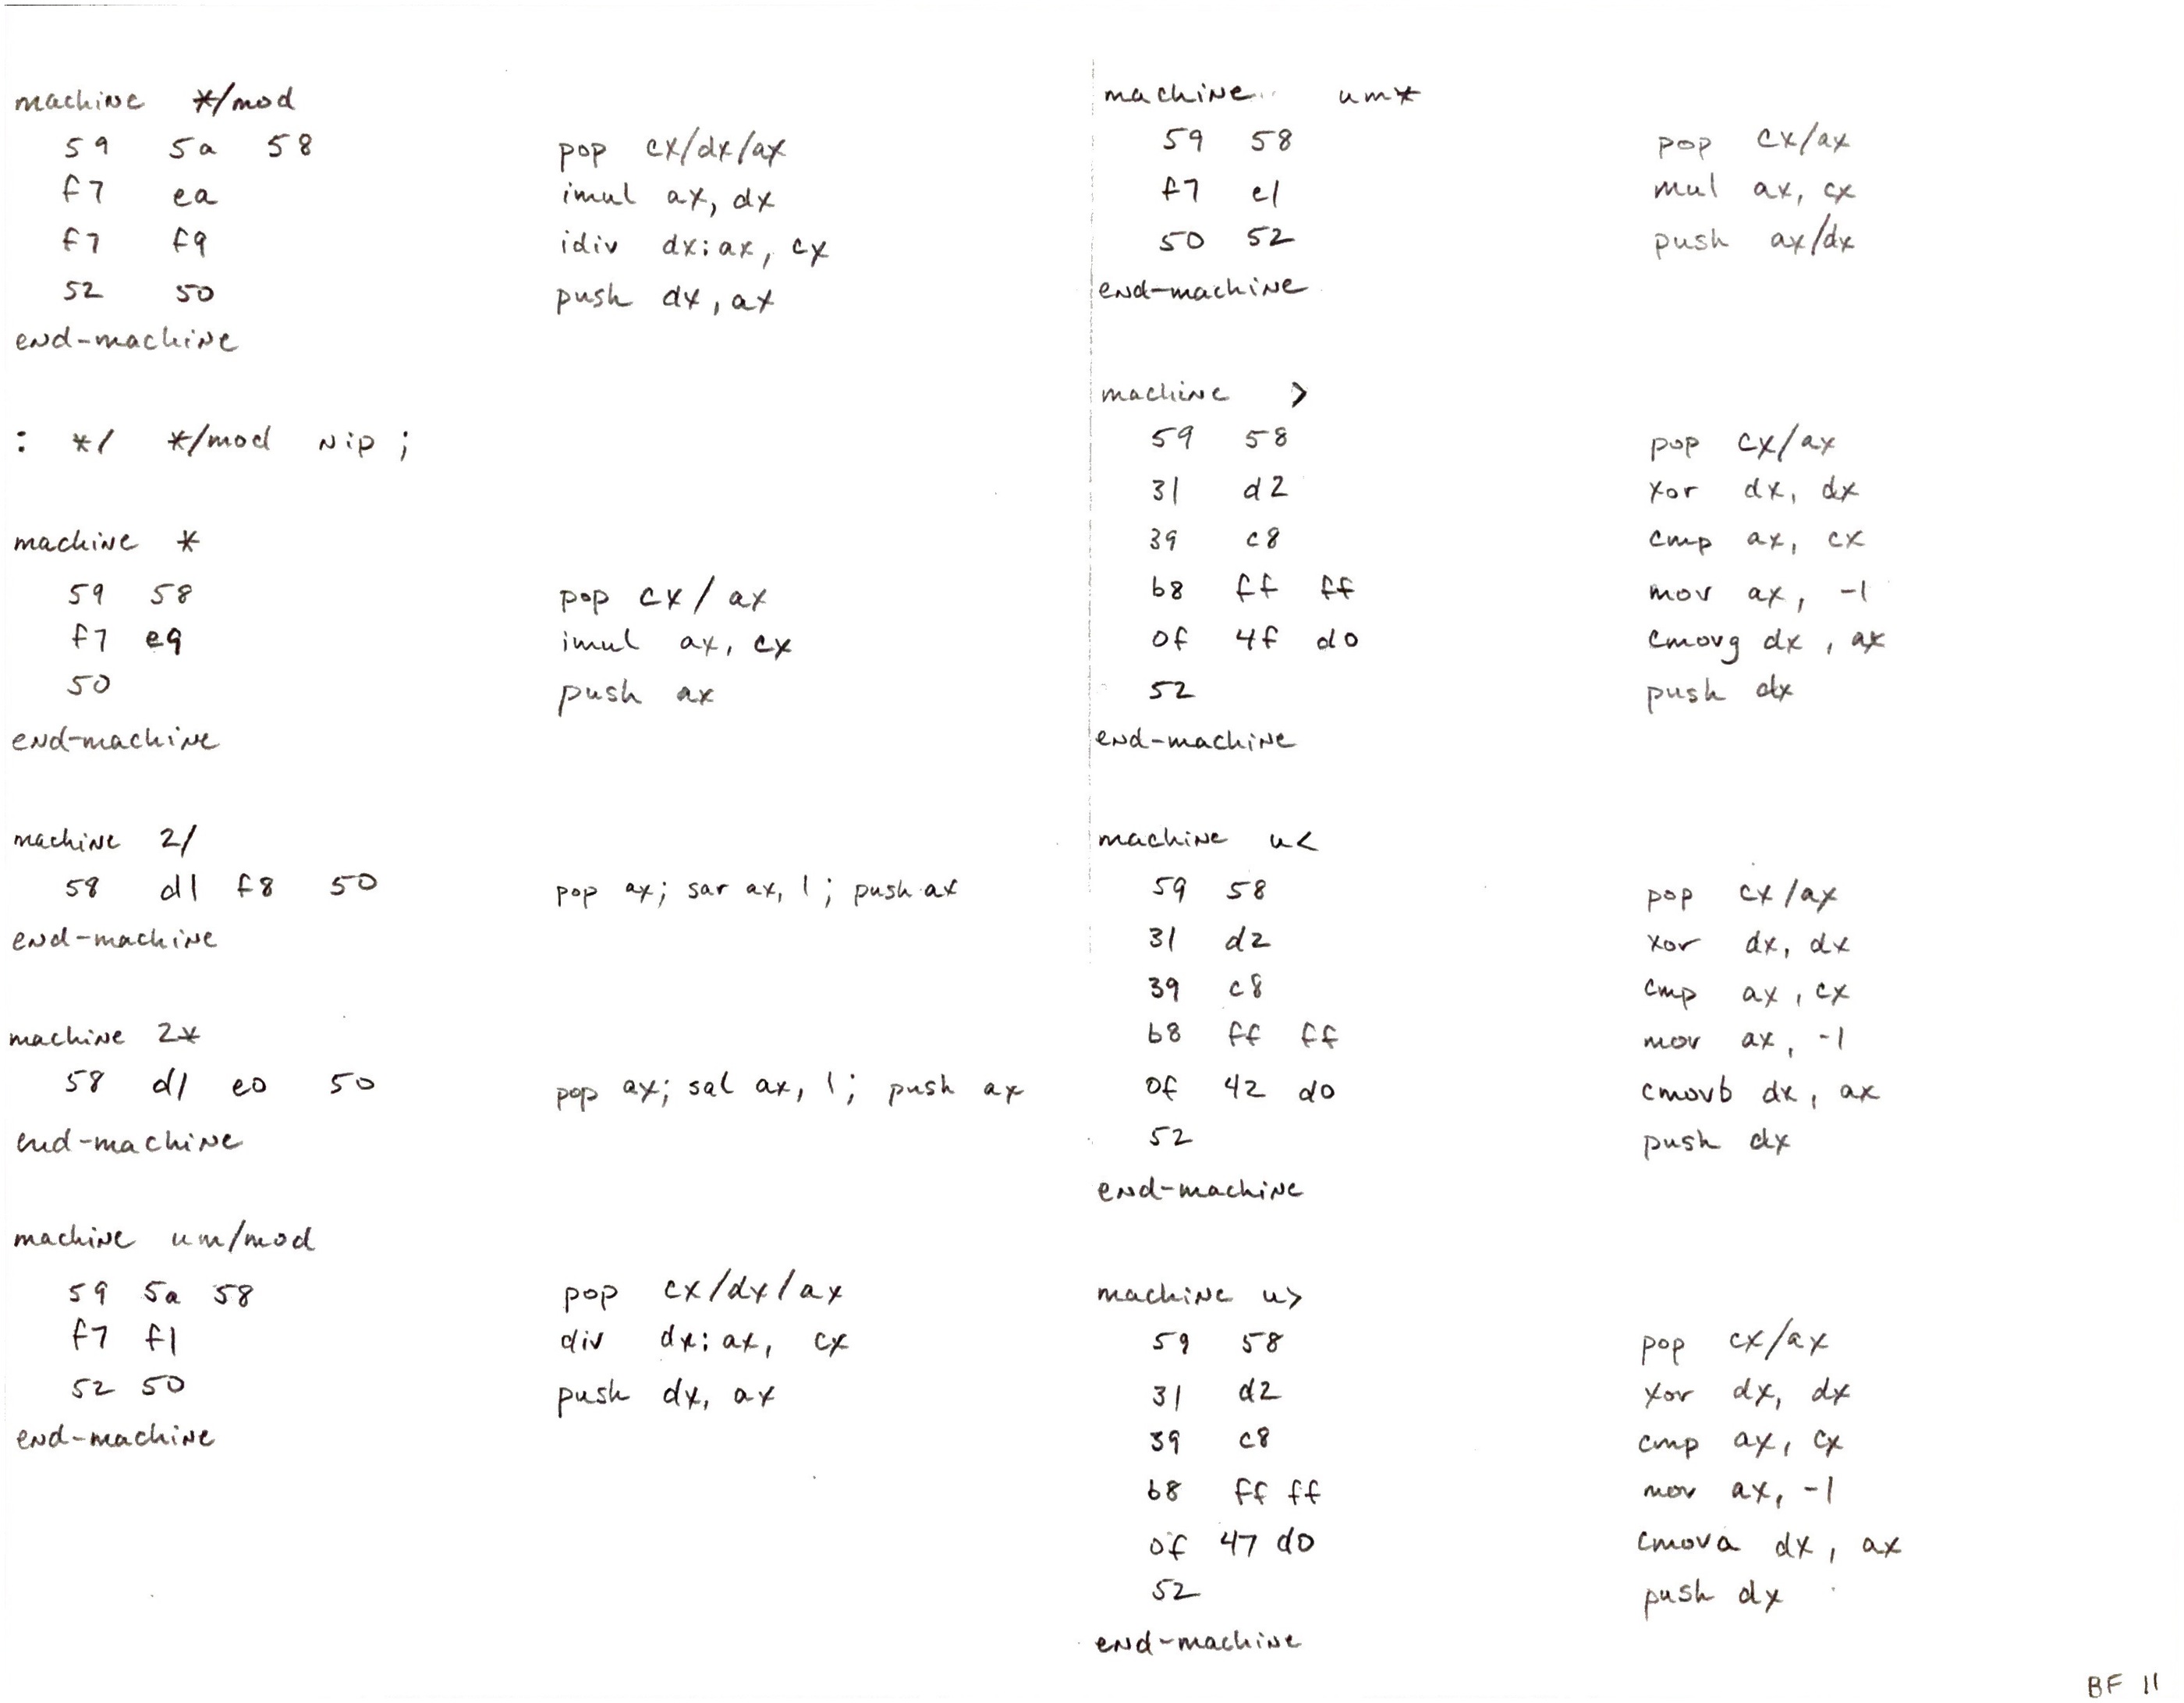 machine */mod
59 5a 58 pop cx/dx/ax
f7 ea imul ax, dx
f7 f9 idiv dx:ax, cx
52 50 push dx, ax
end-machine
: */ */mod nip ;
machine *
59 58 pop cx / ax
f7 e9 imul ax, cx
50 push ax
end-machine
machine 2/
58 d1 f8 50 pop ax; sar ax, 1; push ax
end-machine
machine 2*
58 d1 e0 50 pop ax; sal ax, 1; push ax
end-machine
machine um/mod
59 5a 58 pop cx/dx/ax
f7 f1 div dx:ax, cx
52 50 push dx, ax
end-machine
machine um*
59 58 pop cx/ax
f7 e1 mul ax, cx
50 52 push ax/dx
end-machine
machine >
59 58 pop cx/ax
31 d2 xor dx, dx
39 c8 cmp ax, cx
b8 ff ff mov ax, -1
0f 4f d0 cmovg dx, ax
52 push dx
end-machine
machine u<
59 58 pop cx/ax
31 d2 xor dx, dx
39 c8 cmp ax, cx
b8 ff ff mov ax, -1
0f 42 d0 cmovb dx, ax
52 push dx
end-machine
machine u>
59 58 pop cx/ax
31 d2 xor dx, dx
39 c8 cmp ax, cx
b8 ff ff mov ax, -1
0f 47 d0 cmova dx, ax
52 push dx
end-machine
BF 11